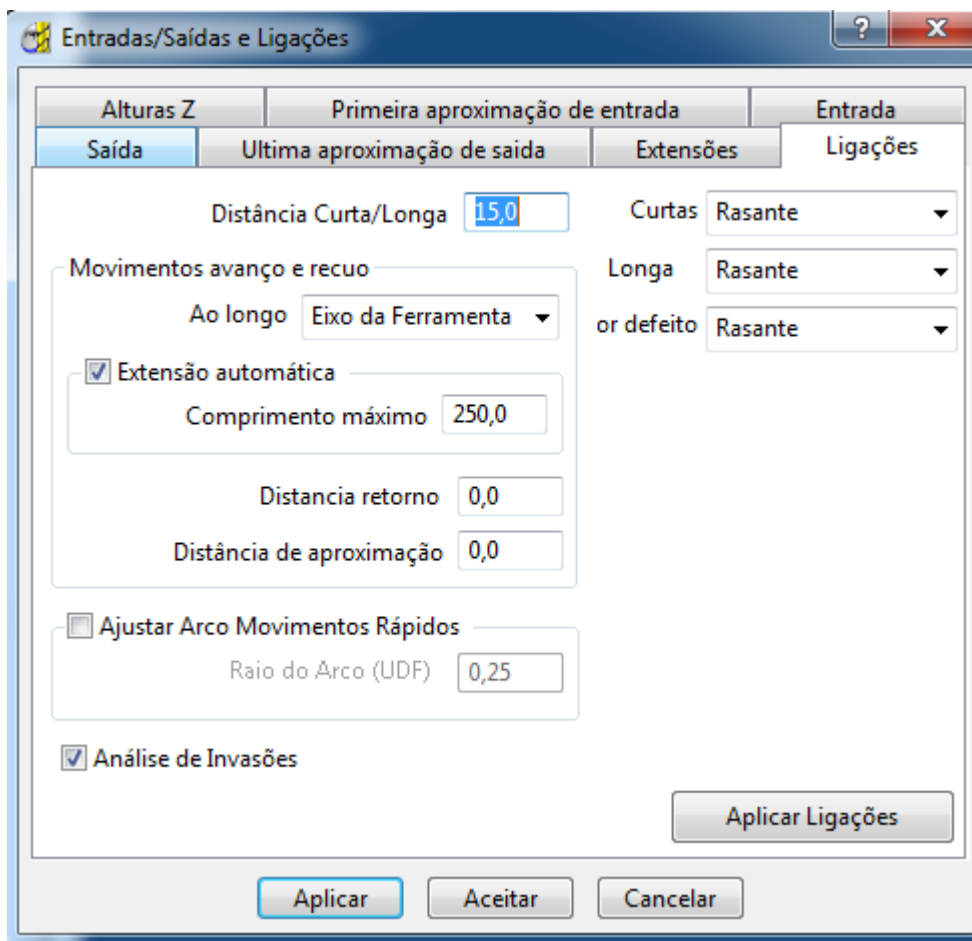 Entradas/Saídas e Ligações
? X
Alturas Z Primeira aproximação de entrada Entrada
Saída Ultima aproximação de saida Extensões Ligações
Distância Curta/Longa 15,0 Curtas Rasante
Movimentos avanço e recuo Longa Rasante
Ao longo Eixo da Ferramenta or defeito Rasante
Extensão automática
Comprimento máximo 250,0
Distancia retorno 0,0
Distância de aproximação 0,0
Ajustar Arco Movimentos Rápidos
Raio do Arco (UDF) 0,25
Análise de Invasões
Aplicar Ligações
Aplicar Aceitar Cancelar